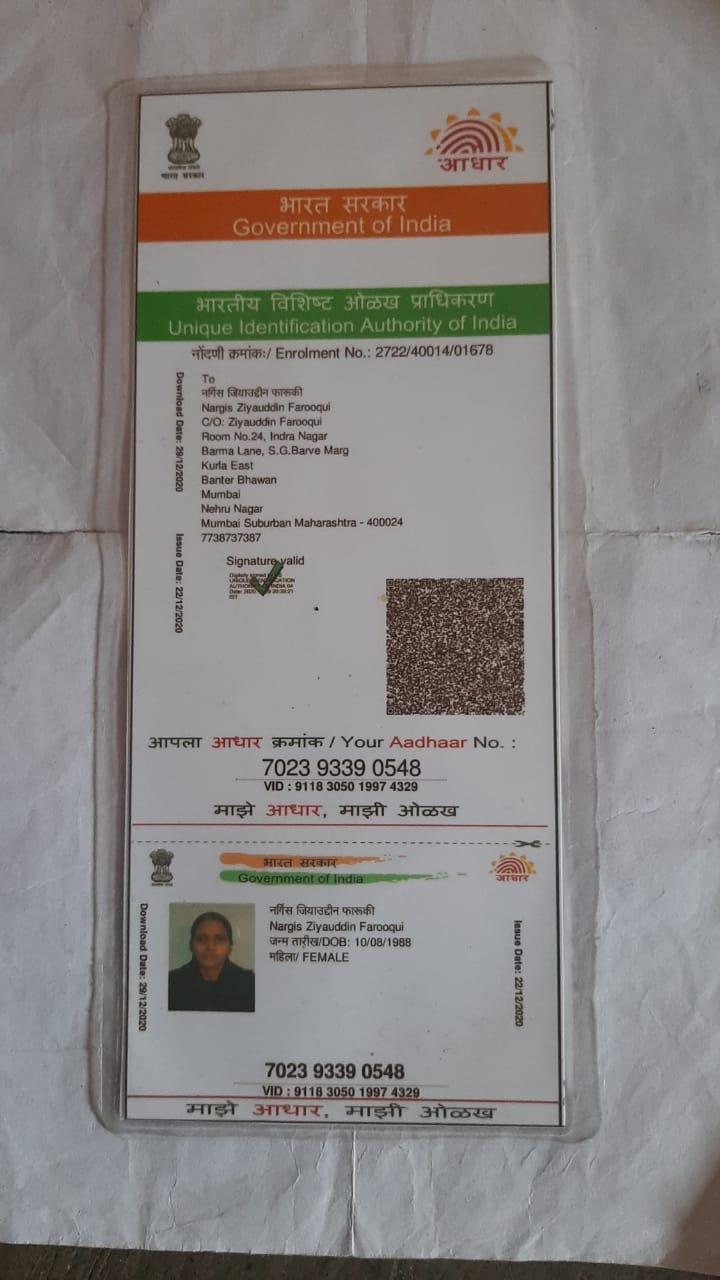 भारत सरकार
आधार
भारत सरकार
Government of India
भारतीय विशिष्ट ओळख प्राधिकरण
Unique Identification Authority of India
नोंदणी क्रमांकः/ Enrolment No.: 2722/40014/01678
Download Date: 29/12/2020
Issue Date: 22/12/2020
To
नर्गिस जियाउद्दीन फारूकी
Nargis Ziyauddin Farooqui
C/O: Ziyauddin Farooqui
Room No.24, Indra Nagar
Barma Lane, S.G.Barve Marg
Kurla East
Banter Bhawan
Mumbai
Nehru Nagar
Mumbai Suburban Maharashtra - 400024
7738737387
Signature valid
Digitally signed
आपला आधार क्रमांक / Your Aadhaar No. :
7023 9339 0548
VID : 9118 3050 1997 4329
माझे आधार, माझी ओळख
भारत सरकार
Government of India
आधार
Download Date: 29/12/2020
नर्गिस जियाउद्दीन फारूकी
Nargis Ziyauddin Farooqui
जन्म तारीख/DOB: 10/08/1988
महिला/ FEMALE
Issue Date: 22/12/2020
7023 9339 0548
VID : 9118 3050 1997 4329
माझे आधार, माझी ओळख